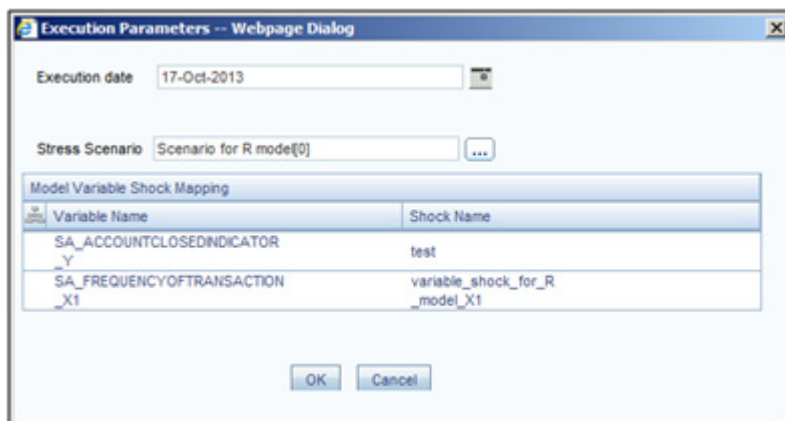 Execution Parameters -- Webpage Dialog
Execution date 17-Oct-2013
Stress Scenario Scenario for R model[0] ...
Model Variable Shock Mapping
Variable Name Shock Name
SA_ACCOUNTCLOSEDINDICATOR
_Y test
SA_FREQUENCYOFTRANSACTION variable_shock_for_R
_X1 _model_X1
OK Cancel